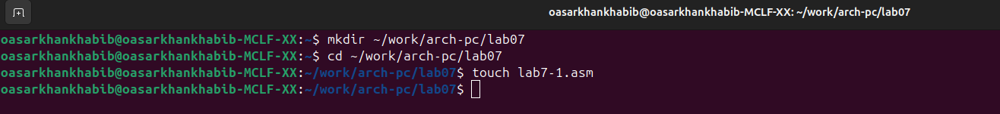 oasarkhankhabib@oasarkhankhabib-MCLF-XX: ~/work/arch-pc/lab07
oasarkhankhabib@oasarkhankhabib-MCLF-XX:~$ mkdir ~/work/arch-pc/lab07
oasarkhankhabib@oasarkhankhabib-MCLF-XX:~$ cd ~/work/arch-pc/lab07
oasarkhankhabib@oasarkhankhabib-MCLF-XX:~/work/arch-pc/lab07$ touch lab7-1.asm
oasarkhankhabib@oasarkhankhabib-MCLF-XX:~/work/arch-pc/lab07$